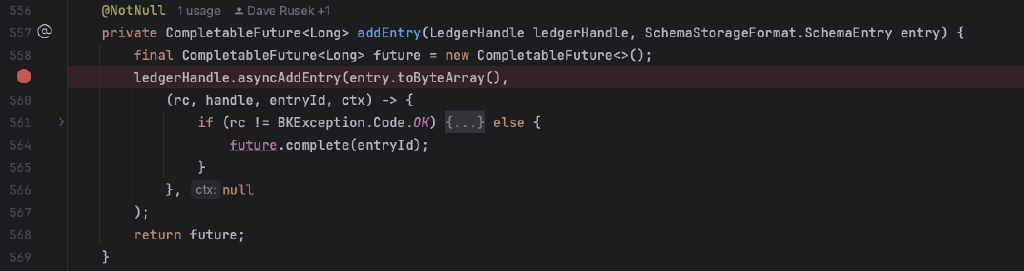 556 @NotNull 1 usage Dave Rusek +1
557 @ private CompletableFuture<Long> addEntry(LedgerHandle ledgerHandle, SchemaStorageFormat.SchemaEntry entry) {
558 final CompletableFuture<Long> future = new CompletableFuture<>();
ledgerHandle.asyncAddEntry(entry.toByteArray(),
560 (rc, handle, entryId, ctx) -> {
561 if (rc != BKException.Code.OK) {...} else {
564 future.complete(entryId);
565 }
566 }, ctx: null
567 );
568 return future;
569 }